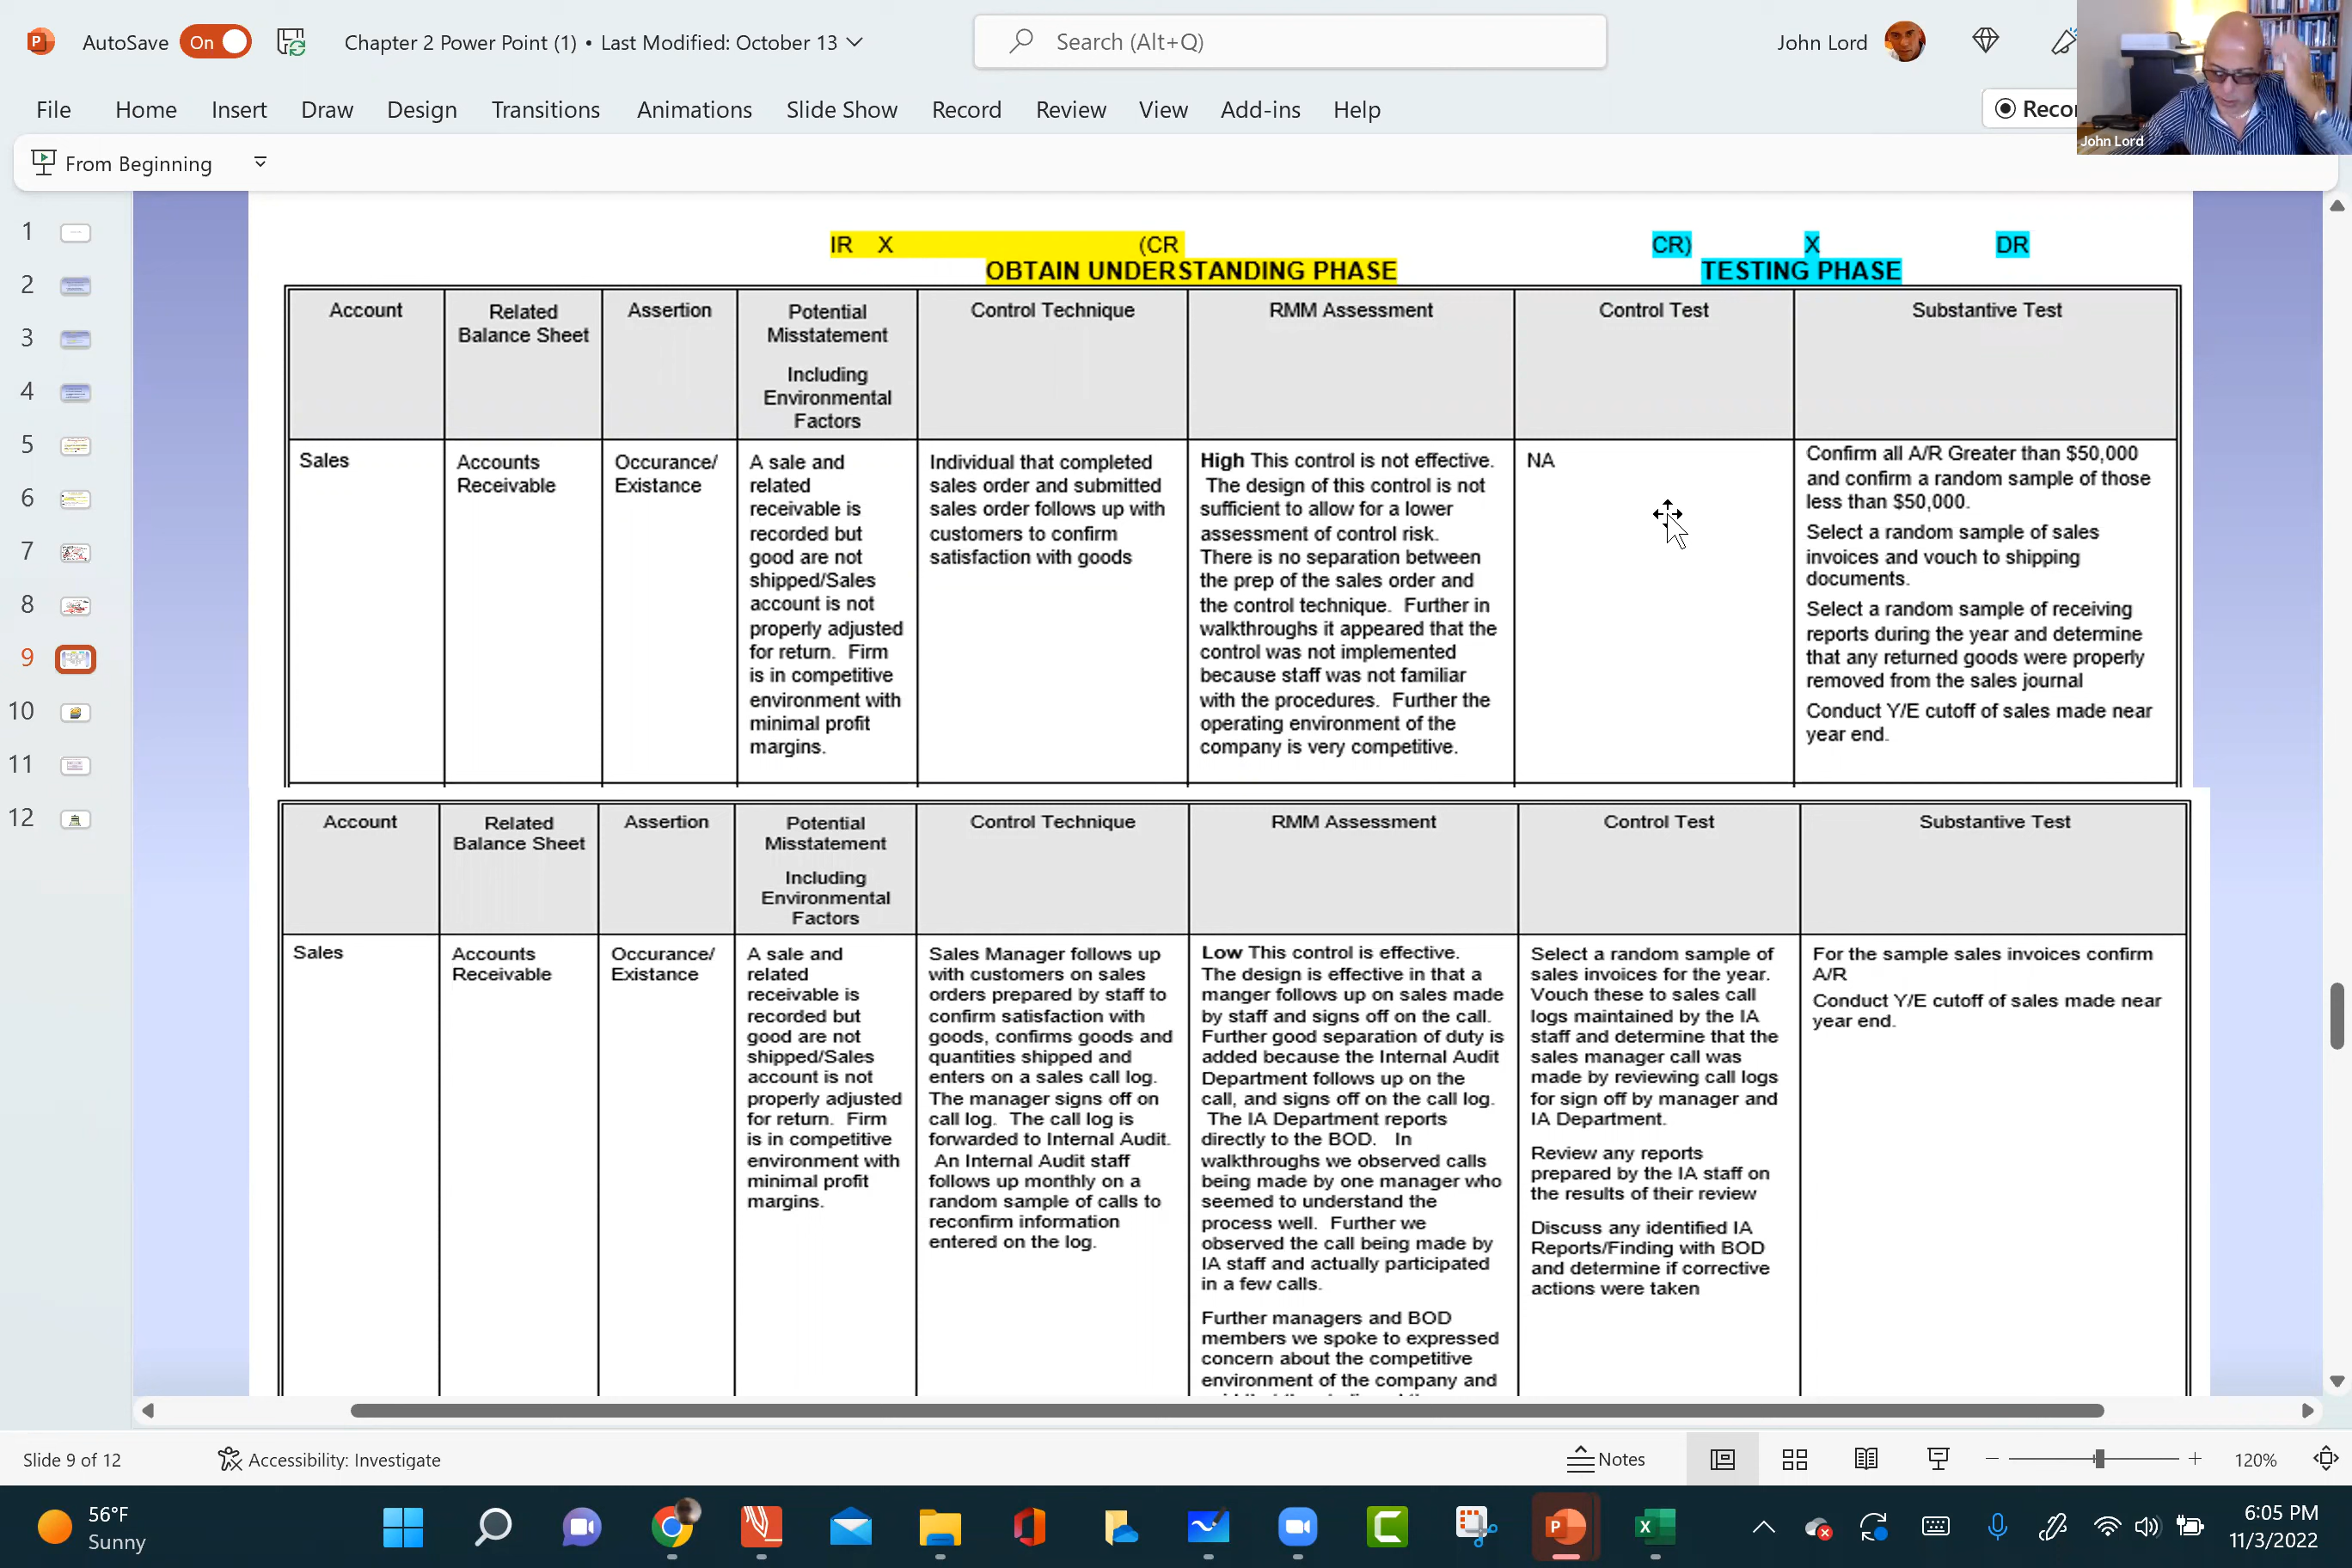 AutoSave On Chapter 2 Power Point (1) • Last Modified: October 13 Search (Alt+Q) John Lord
File Home Insert Draw Design Transitions Animations Slide Show Record Review View Add-ins Help
John Lord
From Beginning
1
2
3
4
5
6
7
8
9
10
11
12
IR X (CR CR) X DR
OBTAIN UNDERSTANDING PHASE TESTING PHASE
Account
Related
Balance Sheet
Assertion
Potential
Misstatement
Including
Environmental
Factors
Control Technique
RMM Assessment
Control Test
Substantive Test
Sales
Accounts
Receivable
Occurance/
Existance
A sale and
related
receivable is
recorded but
good are not
shipped/Sales
account is not
properly adjusted
for return. Firm
is in competitive
environment with
minimal profit
margins.
Individual that completed
sales order and submitted
sales order follows up with
customers to confirm
satisfaction with goods
High This control is not effective.
The design of this control is not
sufficient to allow for a lower
assessment of control risk.
There is no separation between
the prep of the sales order and
the control technique. Further in
walkthroughs it appeared that the
control was not implemented
because staff was not familiar
with the procedures. Further the
operating environment of the
company is very competitive.
NA
Confirm all A/R Greater than $50,000
and confirm a random sample of those
less than $50,000.
Select a random sample of sales
invoices and vouch to shipping
documents.
Select a random sample of receiving
reports during the year and determine
that any returned goods were properly
removed from the sales journal
Conduct Y/E cutoff of sales made near
year end.
Account
Related
Balance Sheet
Assertion
Potential
Misstatement
Including
Environmental
Factors
Control Technique
RMM Assessment
Control Test
Substantive Test
Sales
Accounts
Receivable
Occurance/
Existance
A sale and
related
receivable is
recorded but
good are not
shipped/Sales
account is not
properly adjusted
for return. Firm
is in competitive
environment with
minimal profit
margins.
Sales Manager follows up
with customers on sales
orders prepared by staff to
confirm satisfaction with
goods, confirms goods and
quantities shipped and
enters on a sales call log.
The manager signs off on
call log. The call log is
forwarded to Internal Audit.
An Internal Audit staff
follows up monthly on a
random sample of calls to
reconfirm information
entered on the log.
Low This control is effective.
The design is effective in that a
manger follows up on sales made
by staff and signs off on the call.
Further good separation of duty is
added because the Internal Audit
Department follows up on the
call, and signs off on the call log.
The IA Department reports
directly to the BOD. In
walkthroughs we observed calls
being made by one manager who
seemed to understand the
process well. Further we
observed the call being made by
IA staff and actually participated
in a few calls.
Further managers and BOD
members we spoke to expressed
concern about the competitive
environment of the company and
Select a random sample of
sales invoices for the year.
Vouch these to sales call
logs maintained by the IA
staff and determine that the
sales manager call was
made by reviewing call logs
for sign off by manager and
IA Department.
Review any reports
prepared by the IA staff on
the results of their review
Discuss any identified IA
Reports/Finding with BOD
and determine if corrective
actions were taken
For the sample sales invoices confirm
A/R
Conduct Y/E cutoff of sales made near
year end.
Slide 9 of 12 Accessibility: Investigate Notes 120%
56°F
Sunny
6:05 PM
11/3/2022